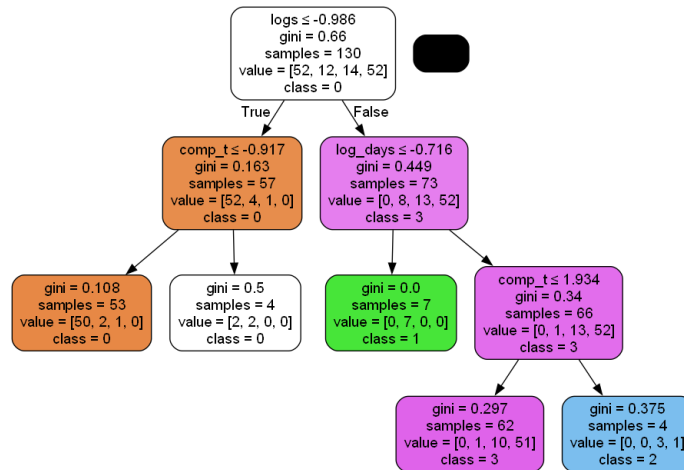 logs ≤ -0.986
gini = 0.66
samples = 130
value = [52, 12, 14, 52]
class = 0
True
False
comp_t ≤ -0.917
gini = 0.163
samples = 57
value = [52, 4, 1, 0]
class = 0
log_days ≤ -0.716
gini = 0.449
samples = 73
value = [0, 8, 13, 52]
class = 3
gini = 0.108
samples = 53
value = [50, 2, 1, 0]
class = 0
gini = 0.5
samples = 4
value = [2, 2, 0, 0]
class = 0
gini = 0.0
samples = 7
value = [0, 7, 0, 0]
class = 1
comp_t ≤ 1.934
gini = 0.34
samples = 66
value = [0, 1, 13, 52]
class = 3
gini = 0.297
samples = 62
value = [0, 1, 10, 51]
class = 3
gini = 0.375
samples = 4
value = [0, 0, 3, 1]
class = 2